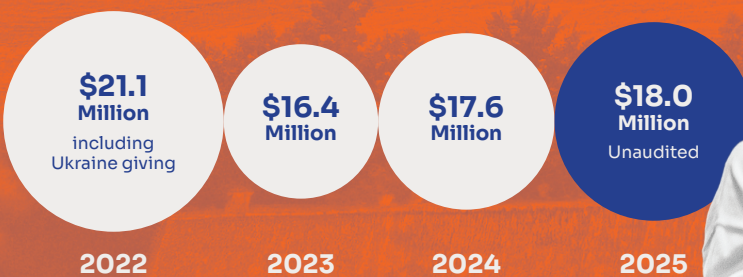 $21.1
Million
including
Ukraine giving
$16.4
Million
$17.6
Million
$18.0
Million
Unaudited
2022
2023
2024
2025